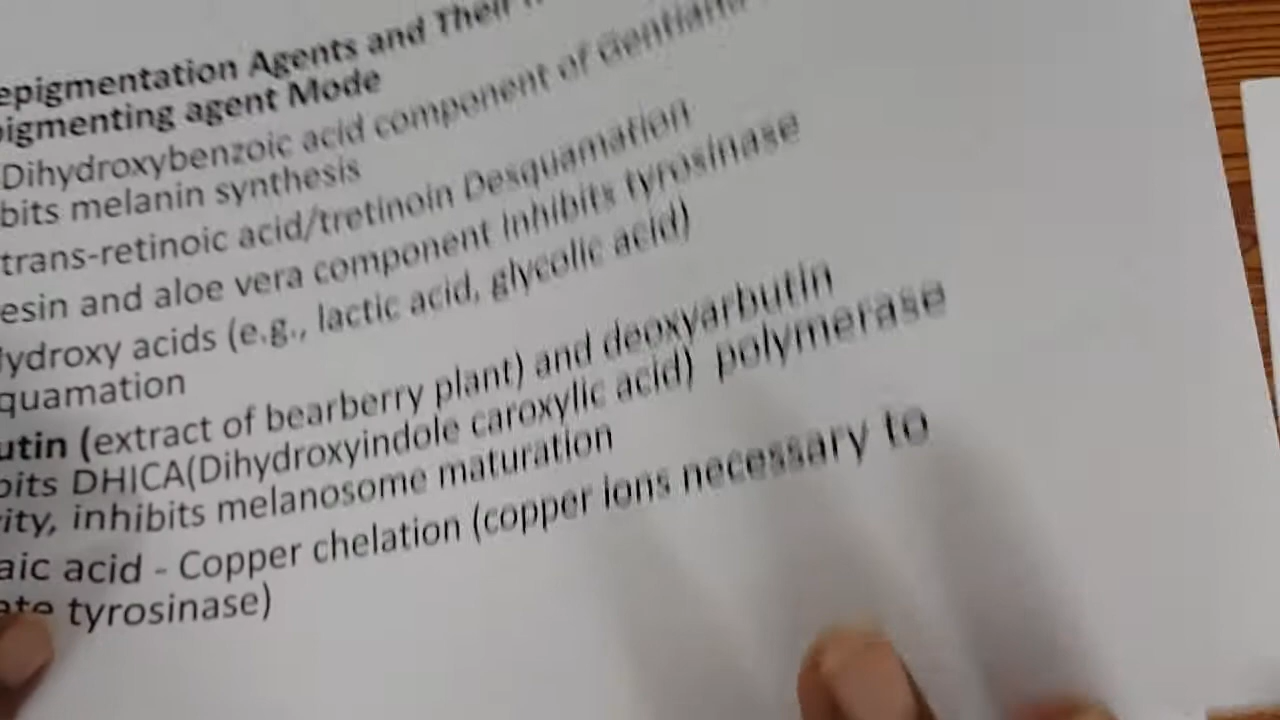 epigmentation Agents and Their
igmenting agent Mode
Dihydroxybenzoic acid component of Gentiana
bits melanin synthesis
trans-retinoic acid/tretinoin Desquamation
esin and aloe vera component Inhibits tyrosinase
ydroxy acids (e.g., lactic acid, glycolic acid)
quamation
utin (extract of bearberry plant) and deoxyarbutin
bits DHICA(Dihydroxyindole caroxylic acid) polymerase
ity, inhibits melanosome maturation
aic acid - Copper chelation (copper ions necessary to
ate tyrosinase)